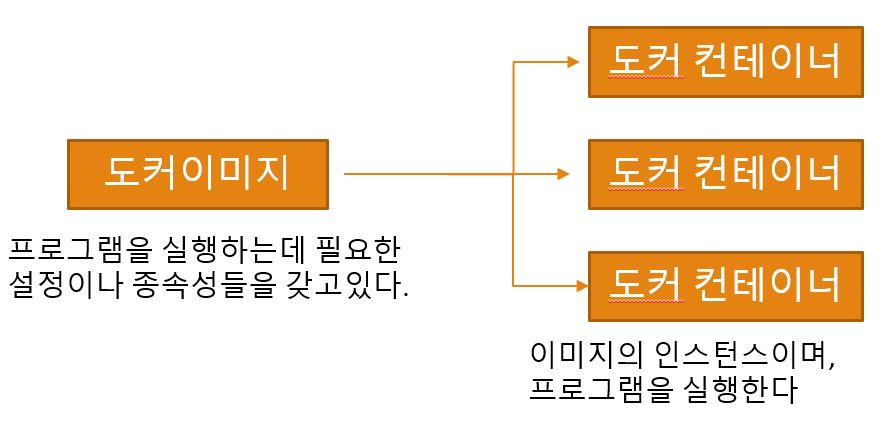 도커이미지
프로그램을 실행하는데 필요한
설정이나 종속성들을 갖고있다.
도커 컨테이너
도커 컨테이너
도커 컨테이너
이미지의 인스턴스이며,
프로그램을 실행한다